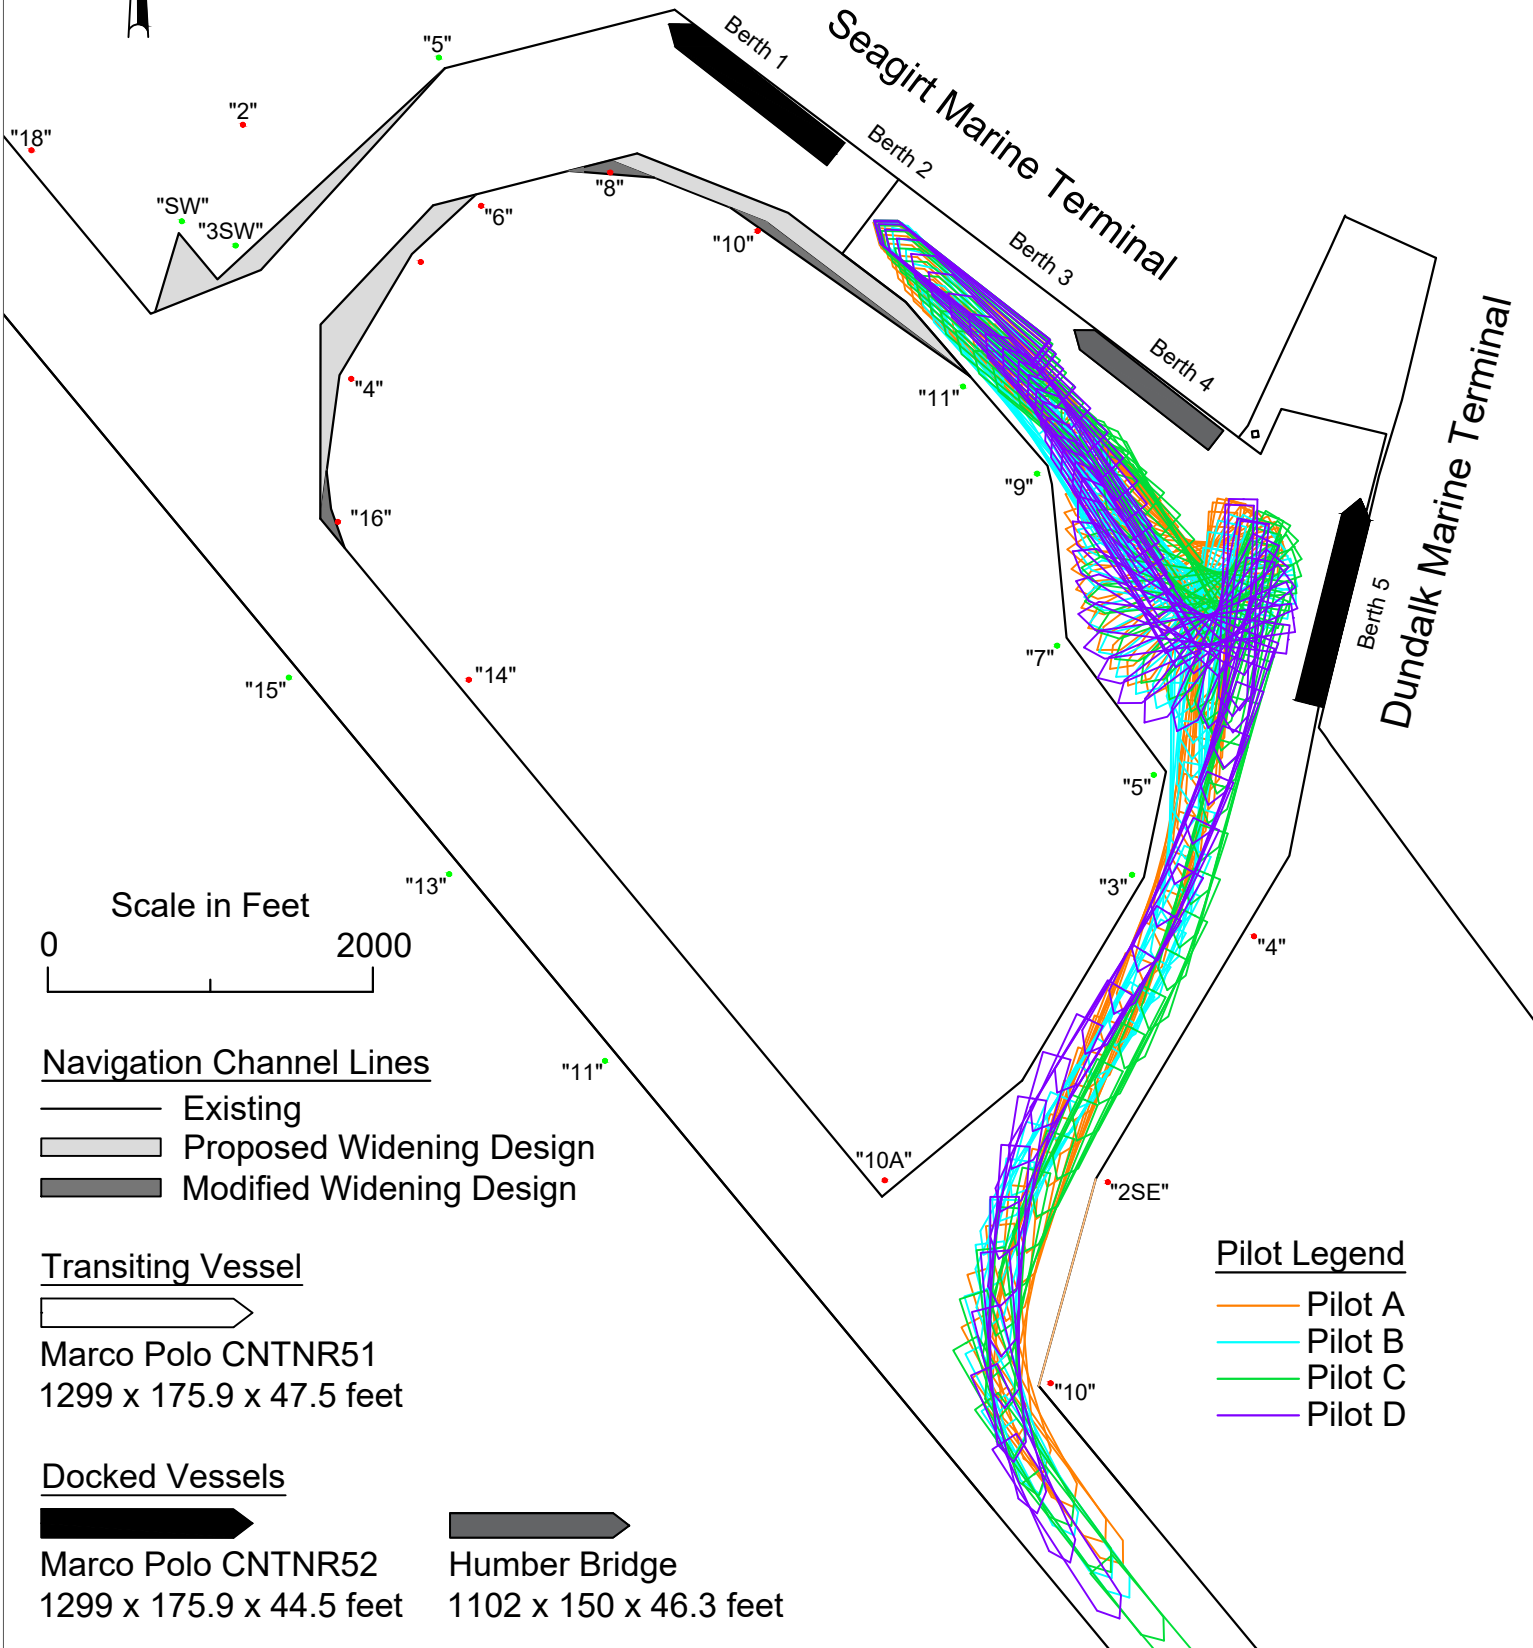 "5"
Berth 1
Seagirt Marine Terminal
"2"
"18"
Berth 2
"SW"
"3SW"
"8"
"6"
"10"
Berth 3
Berth 4
Dundalk Marine Terminal
"4"
"11"
"9"
"16"
Berth 5
"7"
"14"
"15"
"5"
"13"
"3"
Scale in Feet
0 2000
"4"
Navigation Channel Lines
"11"
Existing
Proposed Widening Design
"10A"
Modified Widening Design
"2SE"
Transiting Vessel
Marco Polo CNTNR51
1299 x 175.9 x 47.5 feet
Pilot Legend
Pilot A
Pilot B
Pilot C
Pilot D
"10"
Docked Vessels
Marco Polo CNTNR52
1299 x 175.9 x 44.5 feet
Humber Bridge
1102 x 150 x 46.3 feet